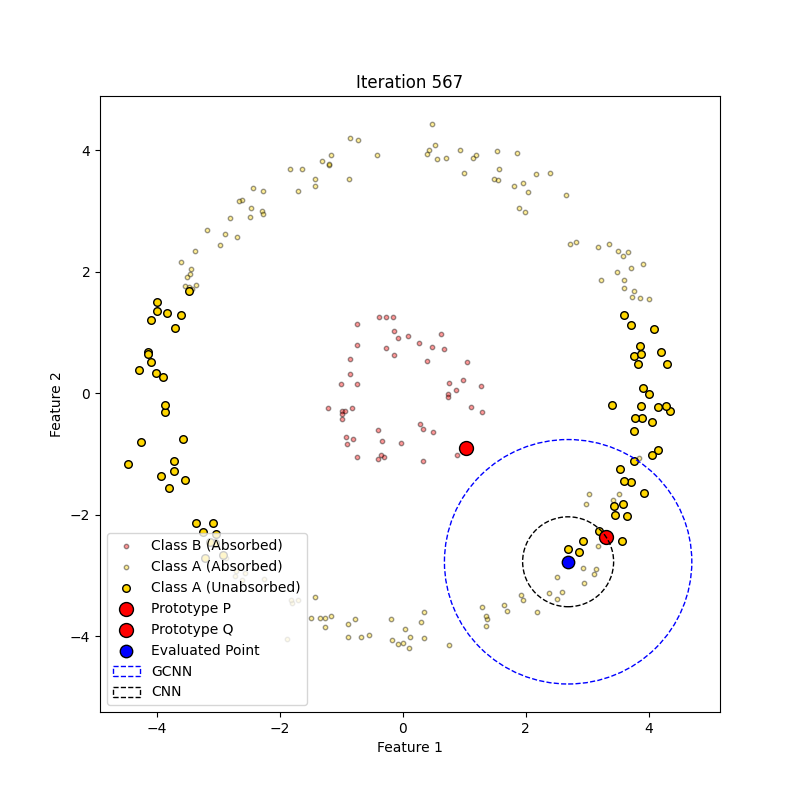 Iteration 567
4
2
0
−2
−4
Feature 2
Class B (Absorbed)
Class A (Absorbed)
Class A (Unabsorbed)
Prototype P
Prototype Q
Evaluated Point
GCNN
CNN
−4 −2 0 2 4
Feature 1